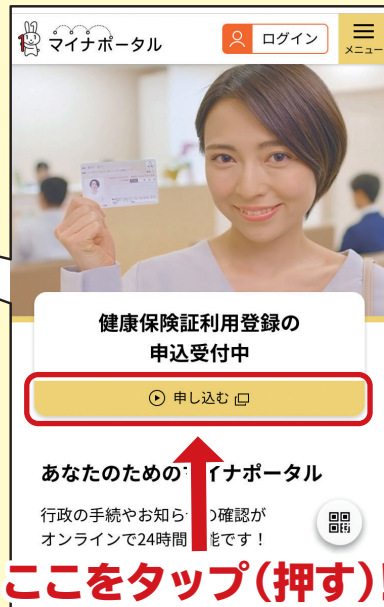 マイナポータル
ログイン
メニュー
健康保険証利用登録の
申込受付中
申し込む
あなたのための イナポータル
行政の手続やお知ら の確認が
オンラインで24時間 能です！
ここをタップ（押す）！